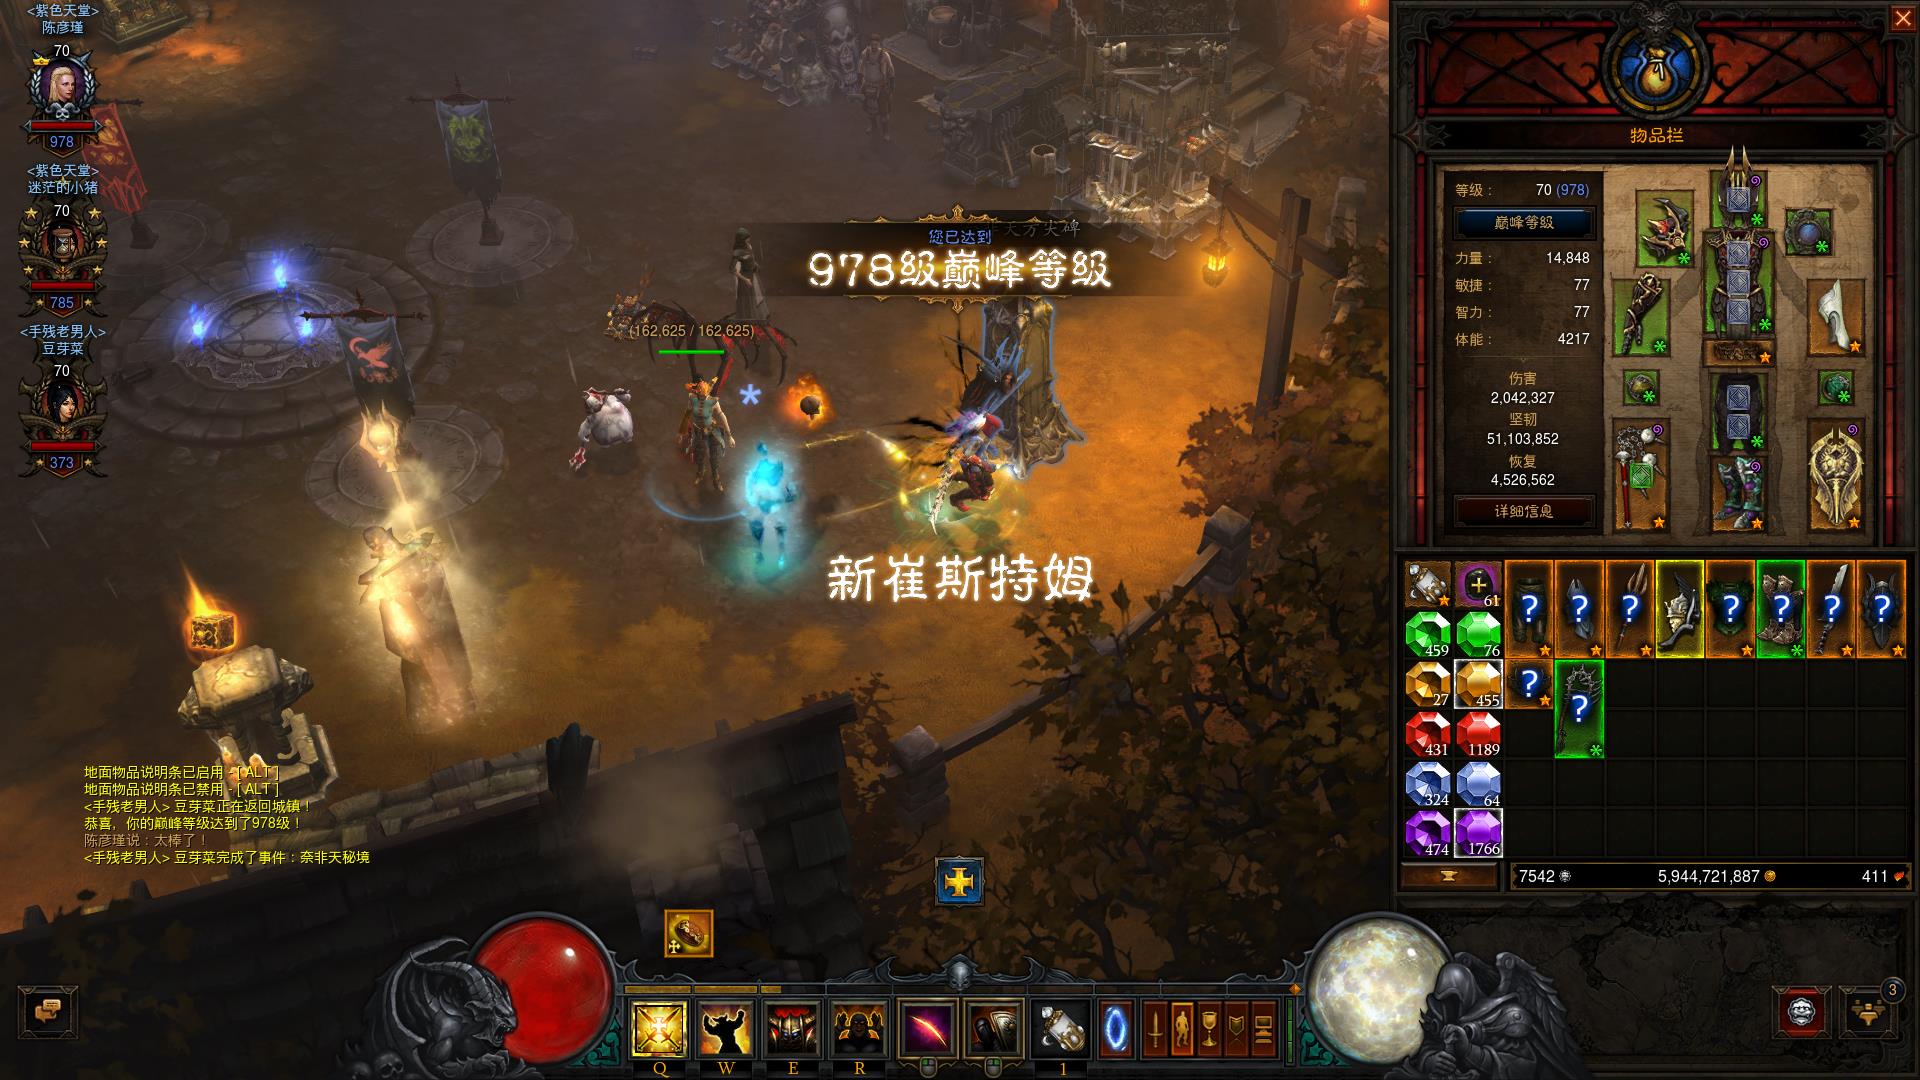 <紫色天堂>
陈彦瑾
70
978
<紫色天堂>
迷茫的小猪
70
785
<手残老男人>
豆芽菜
70
373
您已达到
978级巅峰等级
(162,625 / 162,625)
新崔斯特姆
地面物品说明条已启用 - [ ALT ]
地面物品说明条已禁用 - [ ALT ]
<手残老男人> 豆芽菜正在返回城镇！
恭喜，你的巅峰等级达到了978级！
陈彦瑾说：太棒了！
<手残老男人> 豆芽菜完成了事件：奈非天秘境
Q
W
E
R
1
物品栏
等级： 70 (978)
巅峰等级
力量： 14,848
敏捷： 77
智力： 77
体能： 4217
伤害
2,042,327
坚韧
51,103,852
恢复
4,526,562
详细信息
61
? ? ? ? ? ? ?
459 76
27 455 ?
431 1189 ?
324 64
474 1766
7542 5,944,721,887 411
3